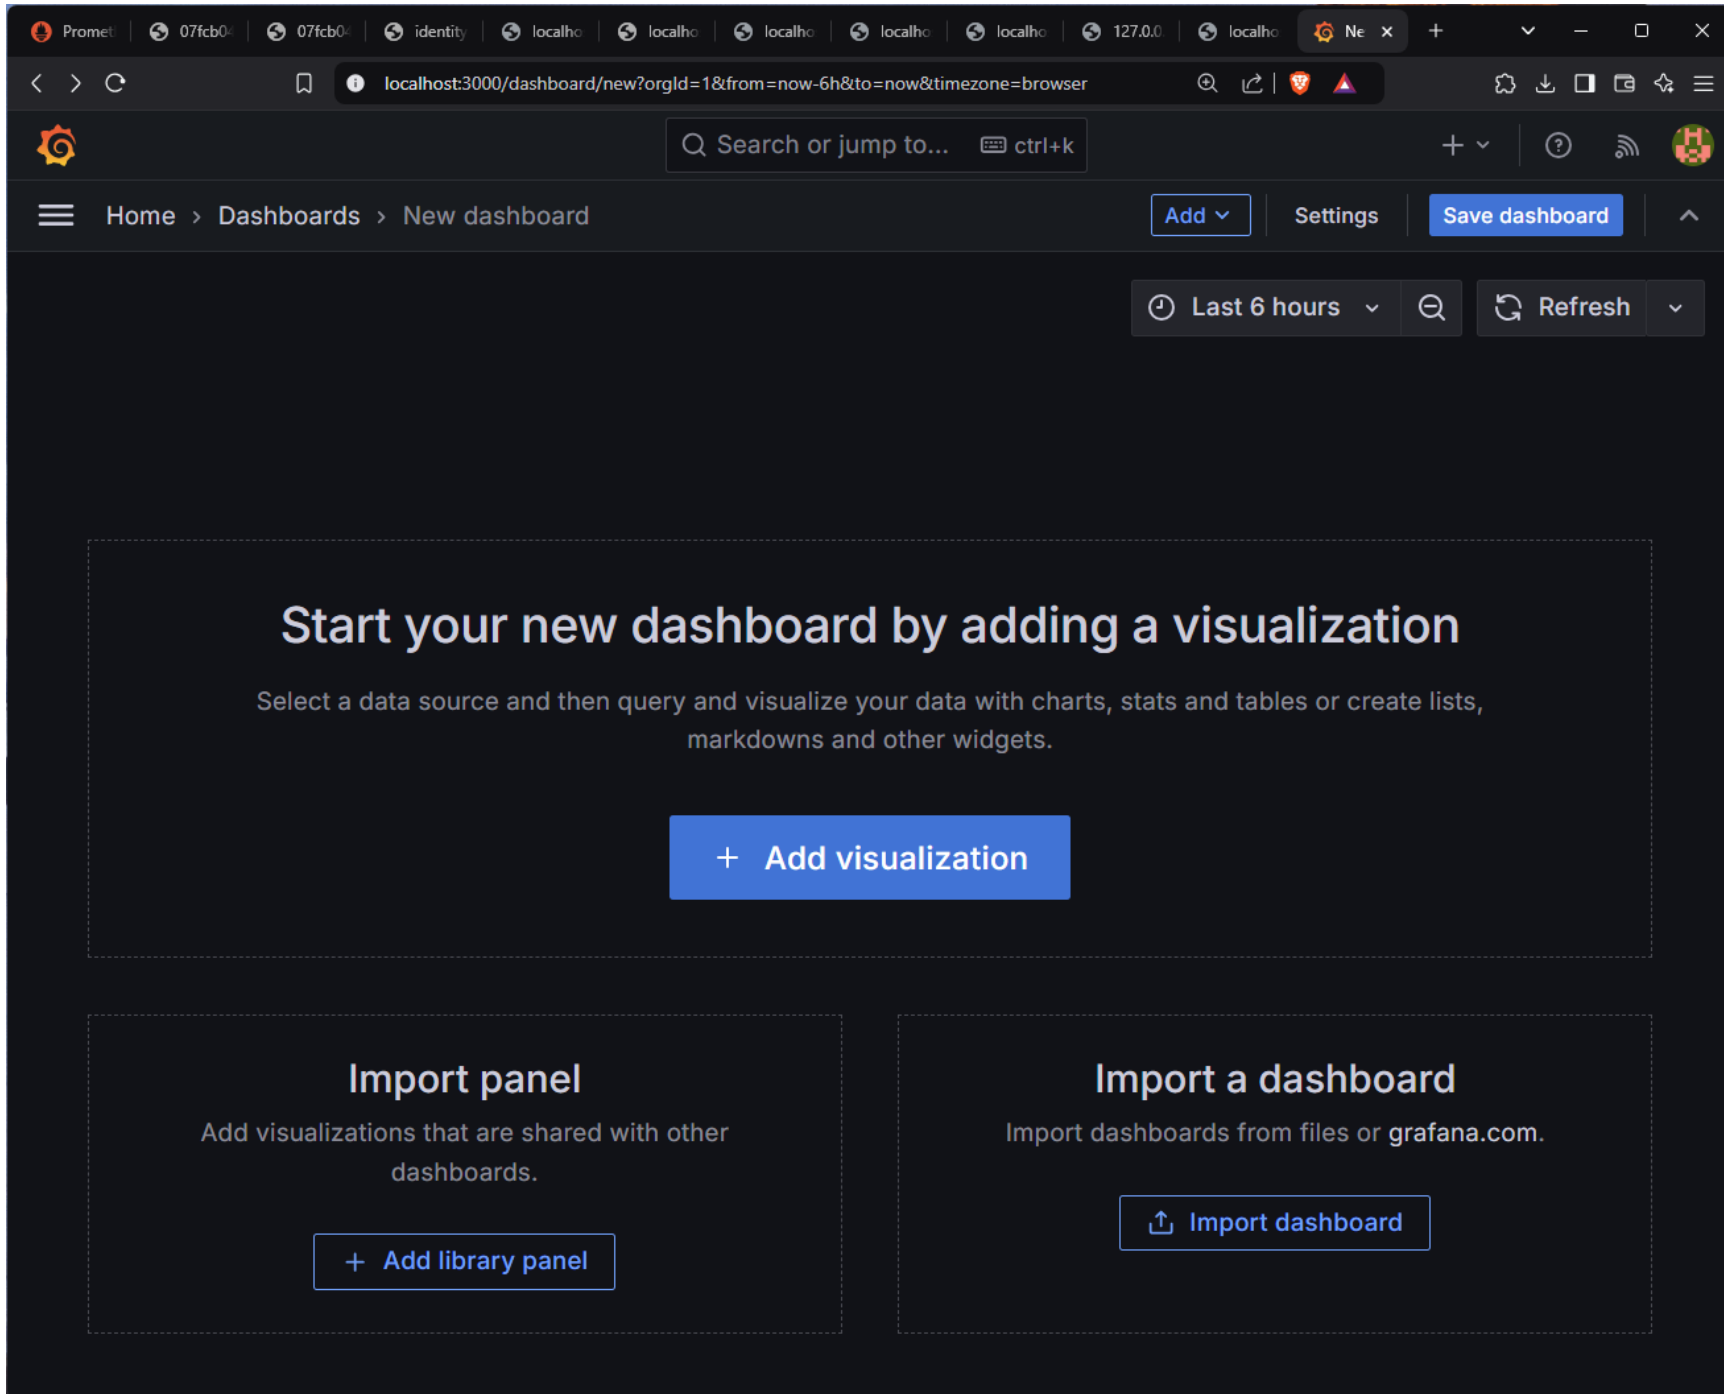 Promet 07fcb04 07fcb04 identity localho localho localho localho localho 127.0.0. localho Ne
localhost:3000/dashboard/new?orgId=1&from=now-6h&to=now&timezone=browser
Search or jump to... ctrl+k
Home › Dashboards › New dashboard Add Settings Save dashboard
Last 6 hours Refresh
Start your new dashboard by adding a visualization
Select a data source and then query and visualize your data with charts, stats and tables or create lists,
markdowns and other widgets.
+ Add visualization
Import panel
Add visualizations that are shared with other
dashboards.
+ Add library panel
Import a dashboard
Import dashboards from files or grafana.com.
Import dashboard